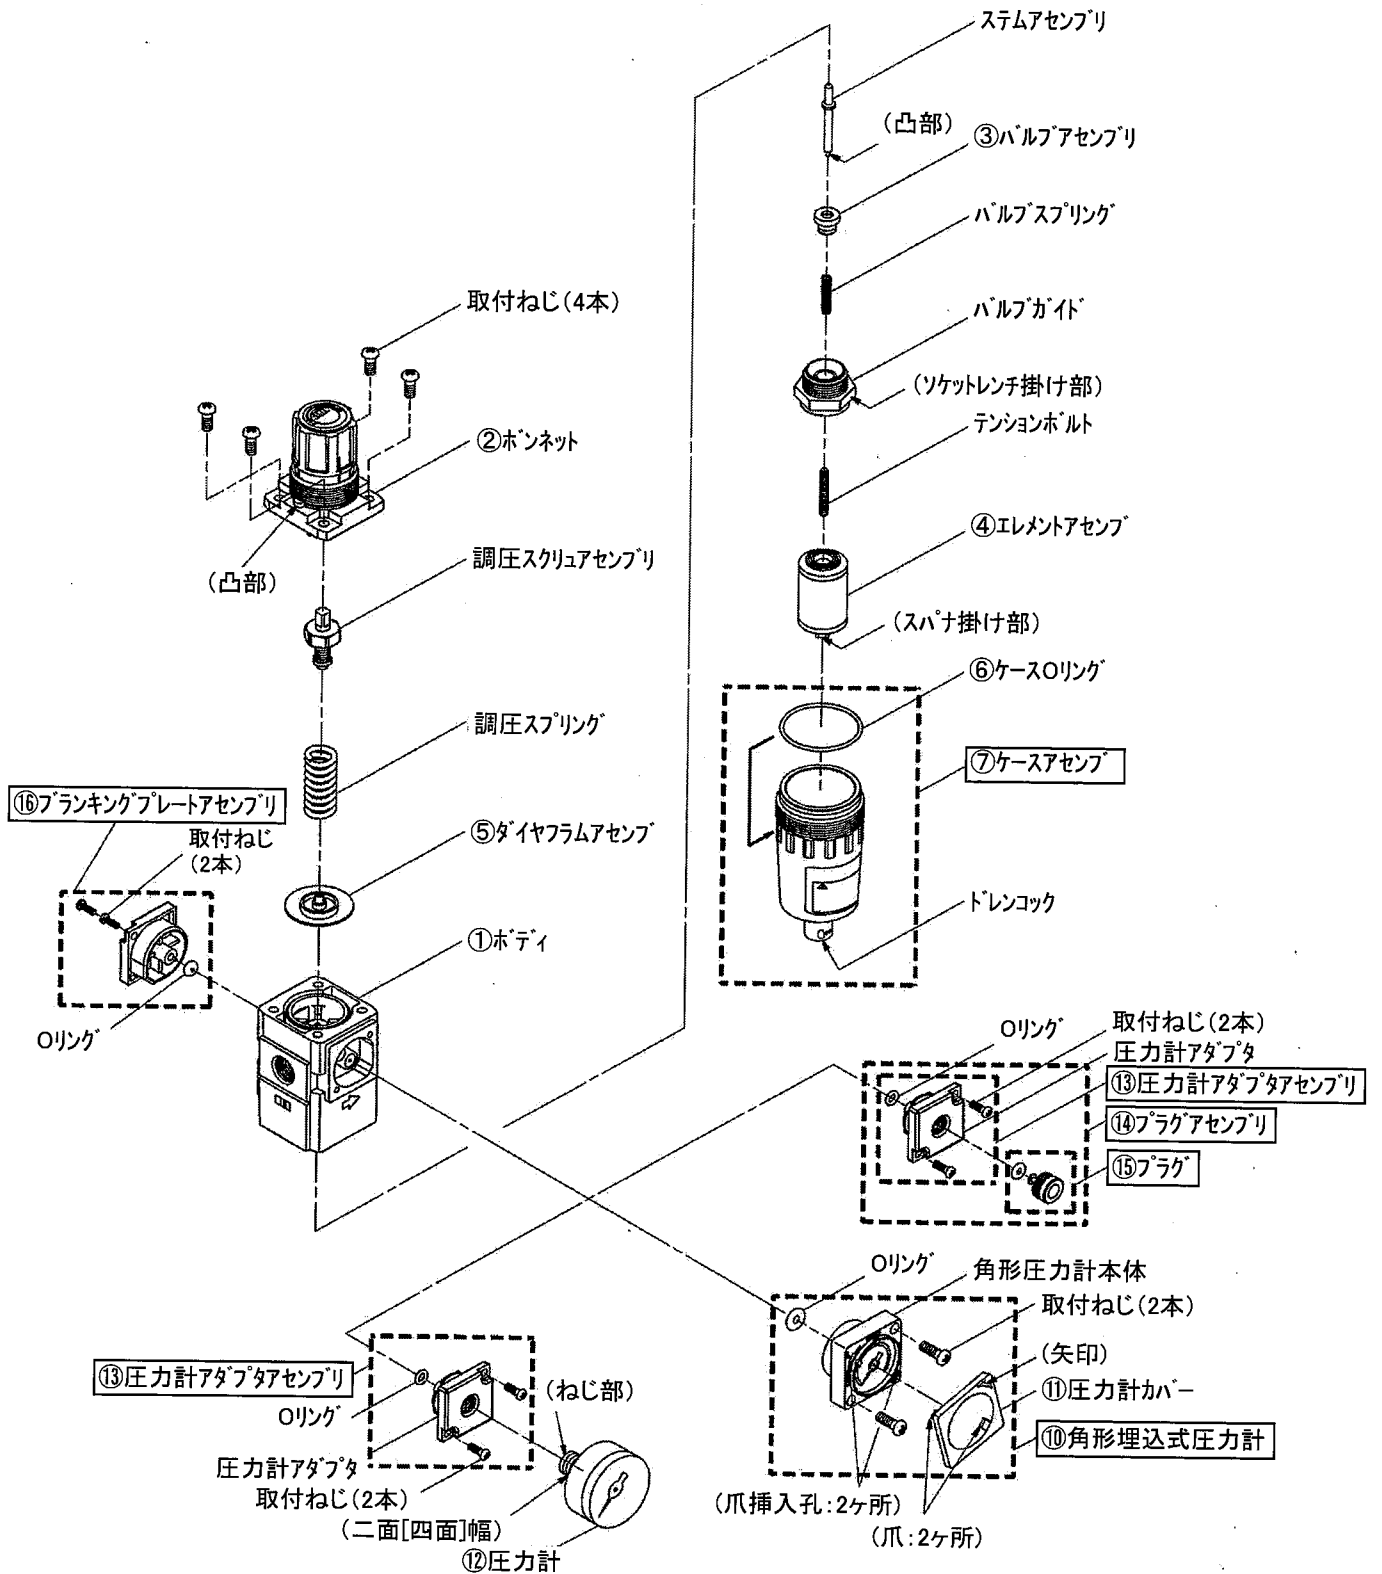 ステムアセンブリ
(凸部)
③バルブアセンブリ
バルブスプリング
取付ねじ(4本)
バルブガイド
(ソケットレンチ掛け部)
テンションボルト
②ボンネット
④エレメントアセンブ
(凸部)
調圧スクリュアセンブリ
(スパナ掛け部)
⑥ケースOリング
調圧スプリング
⑦ケースアセンブ
⑯ブランキングプレートアセンブリ
取付ねじ
(2本)
⑤ダイヤフラムアセンブ
ドレンコック
①ボディ
Oリング
Oリング
取付ねじ(2本)
圧力計アダプタ
⑬圧力計アダプタアセンブリ
⑭プラグアセンブリ
⑮プラグ
Oリング
角形圧力計本体
取付ねじ(2本)
(矢印)
⑪圧力計カバー
⑩角形埋込式圧力計
(爪挿入孔:2ヶ所)
(爪:2ヶ所)
⑬圧力計アダプタアセンブリ
Oリング
(ねじ部)
圧力計アダプタ
取付ねじ(2本)
(二面[四面]幅)
⑫圧力計